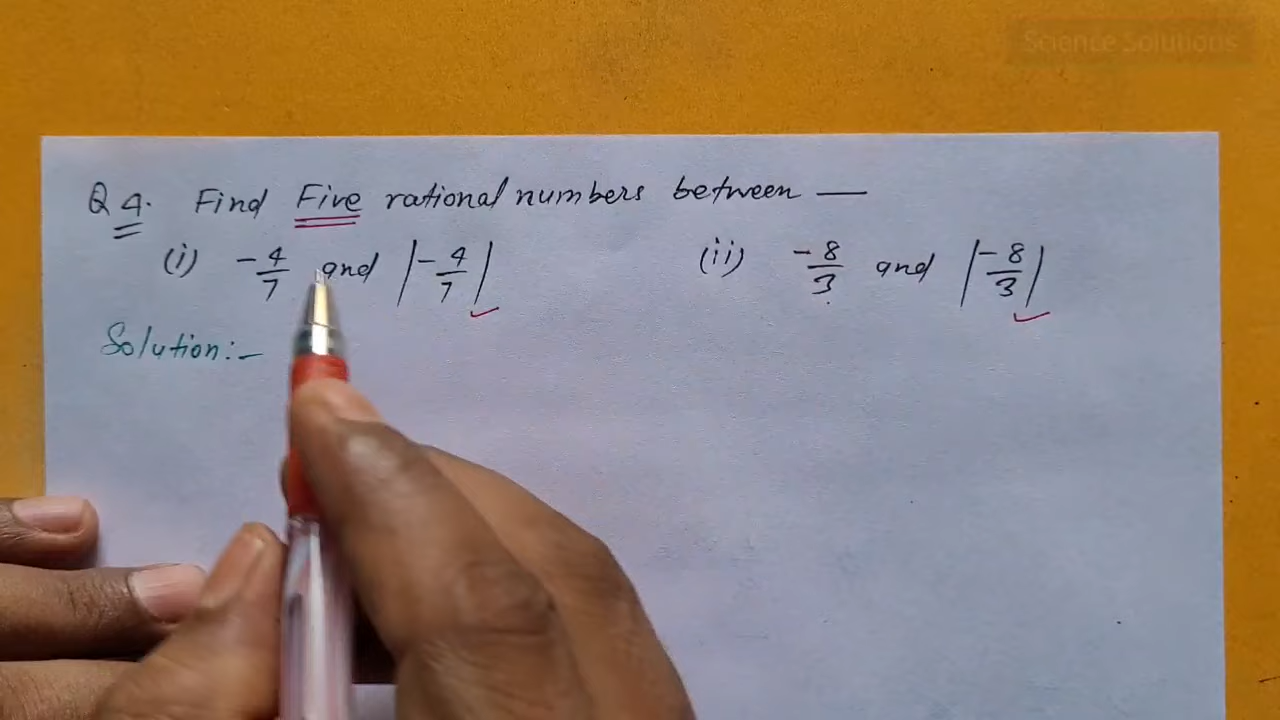 Science Solutions
Q 4. Find Five rational numbers between —
(i) -4/7 and |-4/7| (ii) -8/3 and |-8/3|
Solution:-